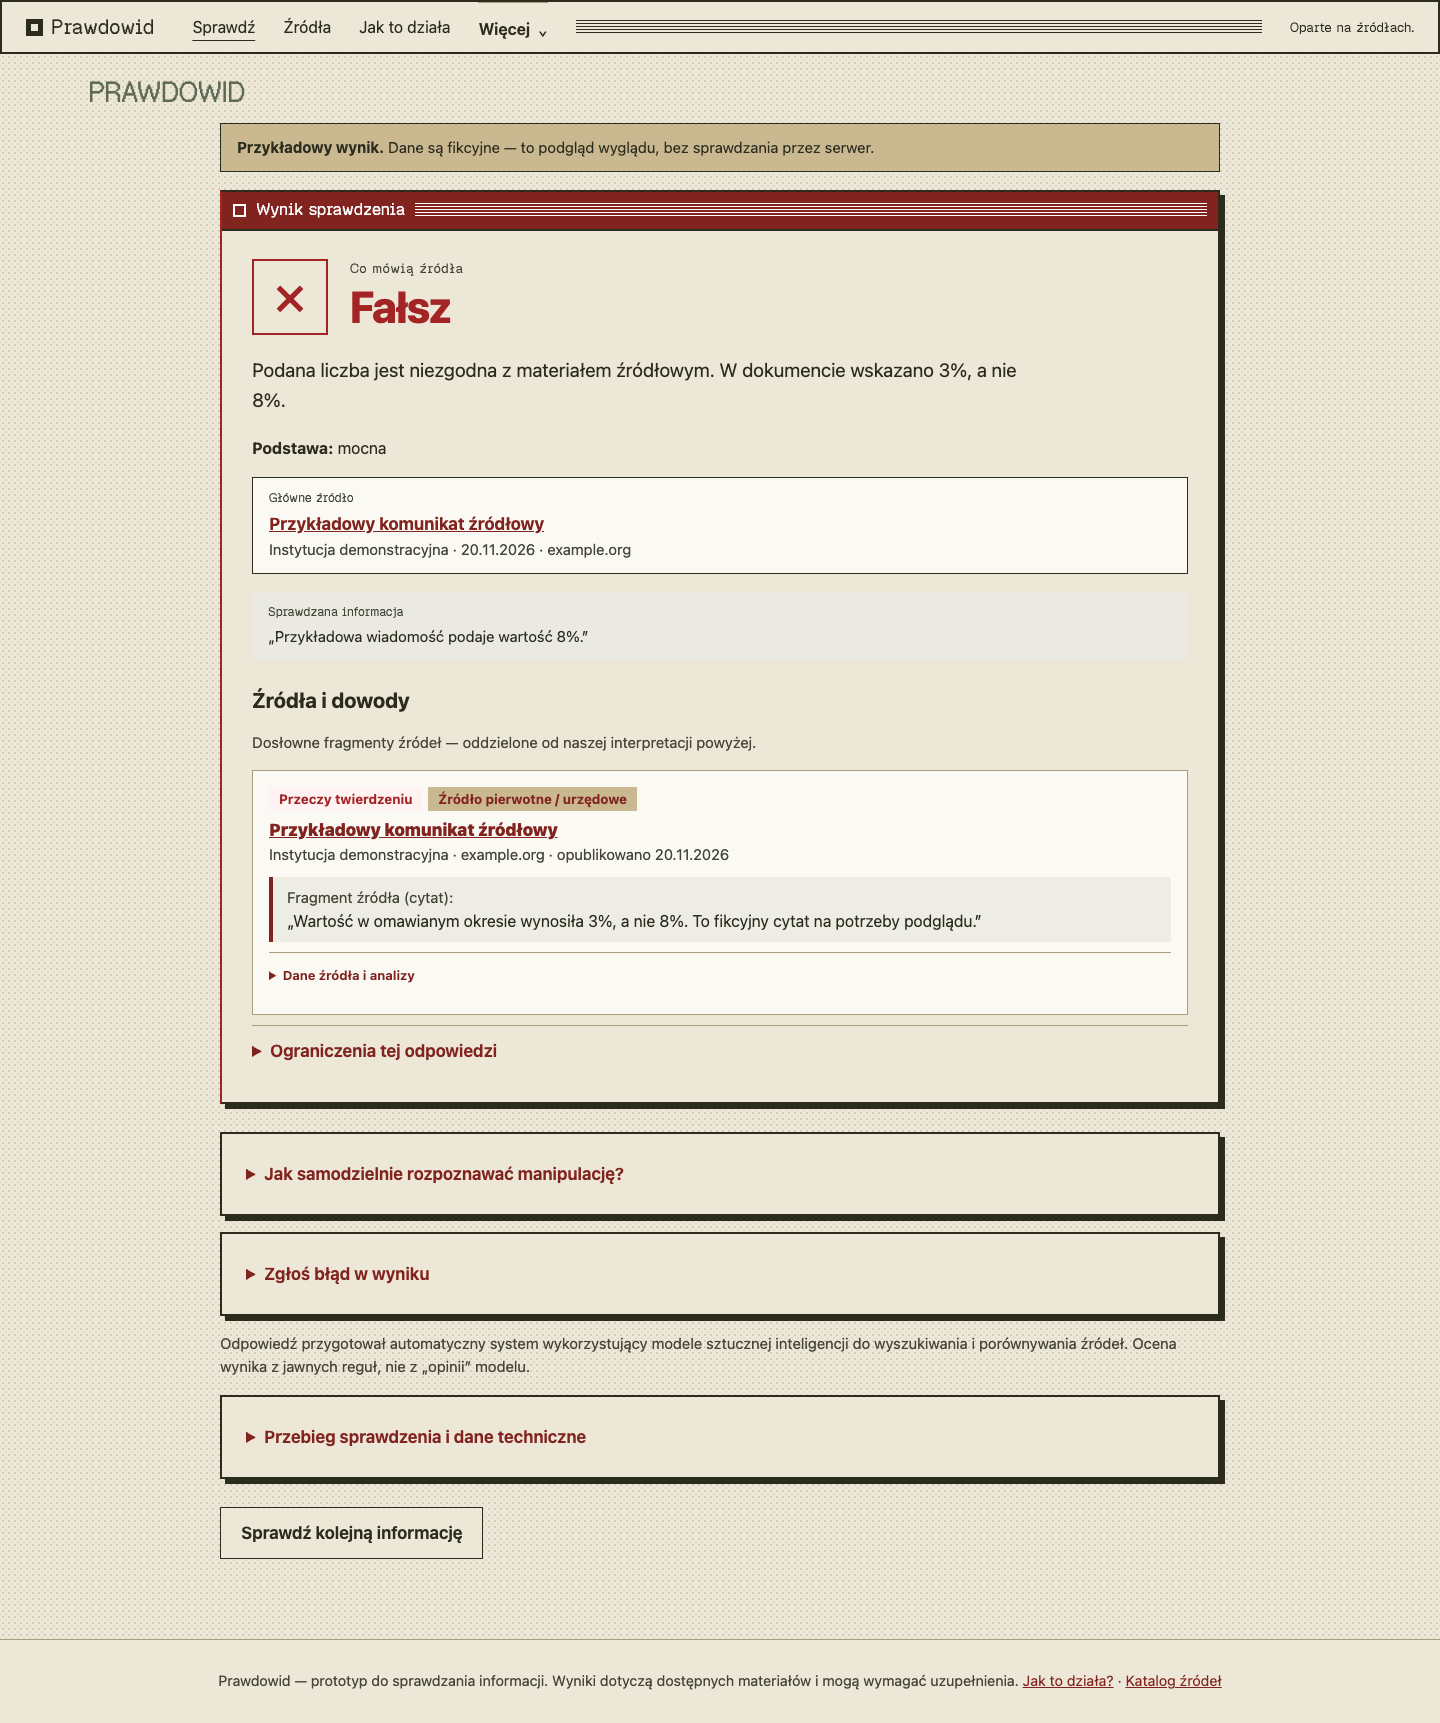 Prawdowid
Sprawdź
Źródła
Jak to działa
Więcej
Oparte na źródłach.
PRAWDOWID
Przykładowy wynik. Dane są fikcyjne — to podgląd wyglądu, bez sprawdzania przez serwer.
Wynik sprawdzenia
Co mówią źródła
Fałsz
Podana liczba jest niezgodna z materiałem źródłowym. W dokumencie wskazano 3%, a nie
8%.
Podstawa: mocna
Główne źródło
Przykładowy komunikat źródłowy
Instytucja demonstracyjna · 20.11.2026 · example.org
Sprawdzana informacja
„Przykładowa wiadomość podaje wartość 8%.”
Źródła i dowody
Dosłowne fragmenty źródeł — oddzielone od naszej interpretacji powyżej.
Przeczy twierdzeniu
Źródło pierwotne / urzędowe
Przykładowy komunikat źródłowy
Instytucja demonstracyjna · example.org · opublikowano 20.11.2026
Fragment źródła (cytat):
„Wartość w omawianym okresie wynosiła 3%, a nie 8%. To fikcyjny cytat na potrzeby podglądu.”
Dane źródła i analizy
Ograniczenia tej odpowiedzi
Jak samodzielnie rozpoznawać manipulację?
Zgłoś błąd w wyniku
Odpowiedź przygotował automatyczny system wykorzystujący modele sztucznej inteligencji do wyszukiwania i porównywania źródeł. Ocena
wynika z jawnych reguł, nie z „opinii” modelu.
Przebieg sprawdzenia i dane techniczne
Sprawdź kolejną informację
Prawdowid — prototyp do sprawdzania informacji. Wyniki dotyczą dostępnych materiałów i mogą wymagać uzupełnienia. Jak to działa? · Katalog źródeł